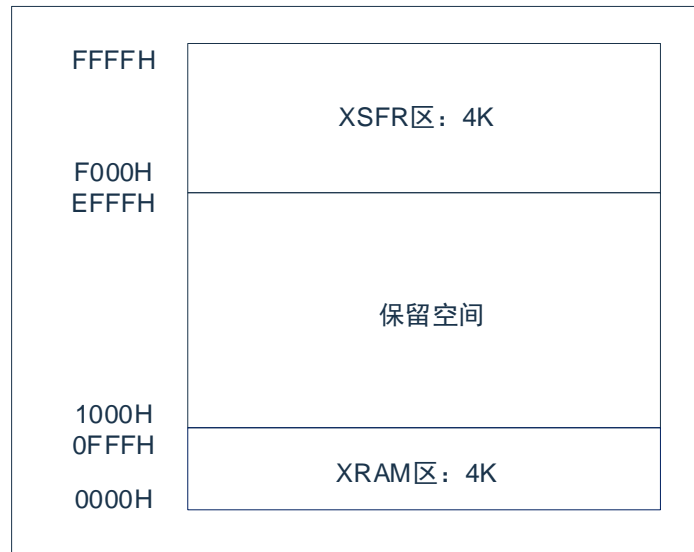 FFFFH
XSFR区：4K
F000H
EFFFH
保留空间
1000H
0FFFH
XRAM区：4K
0000H